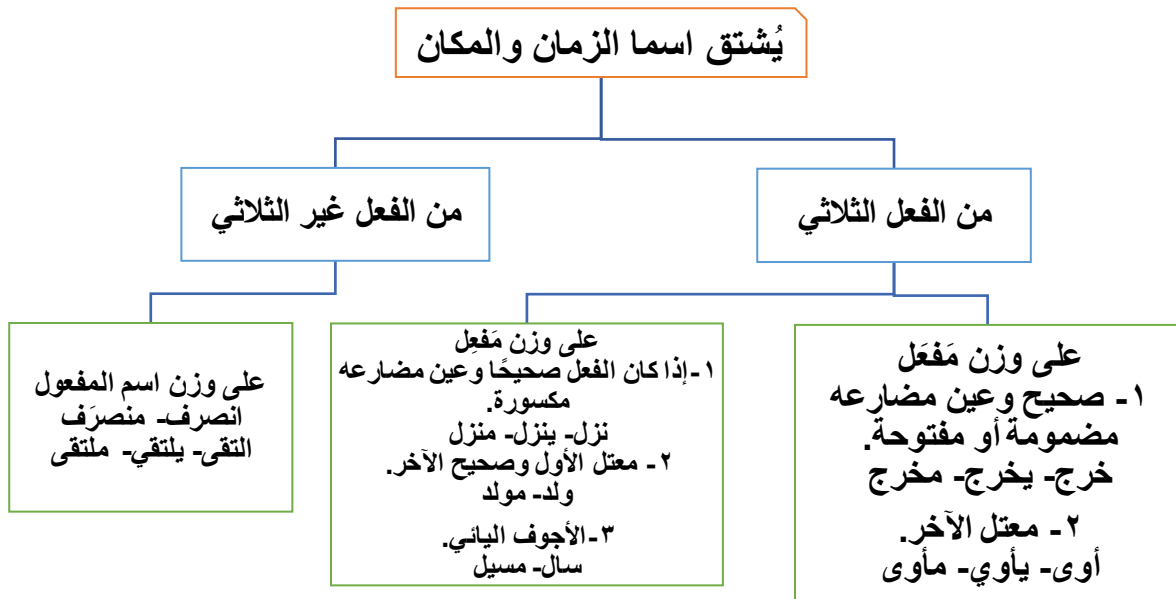 يُشتق اسما الزمان والمكان
من الفعل الثلاثي
من الفعل غير الثلاثي
على وزن مَفعَل
١- صحيح وعين مضارعه
مضمومة أو مفتوحة.
خرج- يخرج- مخرج
٢- معتل الآخر.
أوى- يأوي- مأوى
على وزن مَفعِل
١-إذا كان الفعل صحيحًا وعين مضارعه
مكسورة.
نزل- ينزل- منزل
٢- معتل الأول وصحيح الآخر.
ولد- مولد
٣-الأجوف اليائي.
سال- مسيل
على وزن اسم المفعول
انصرف- منصرَف
التقى- يلتقي- ملتقى